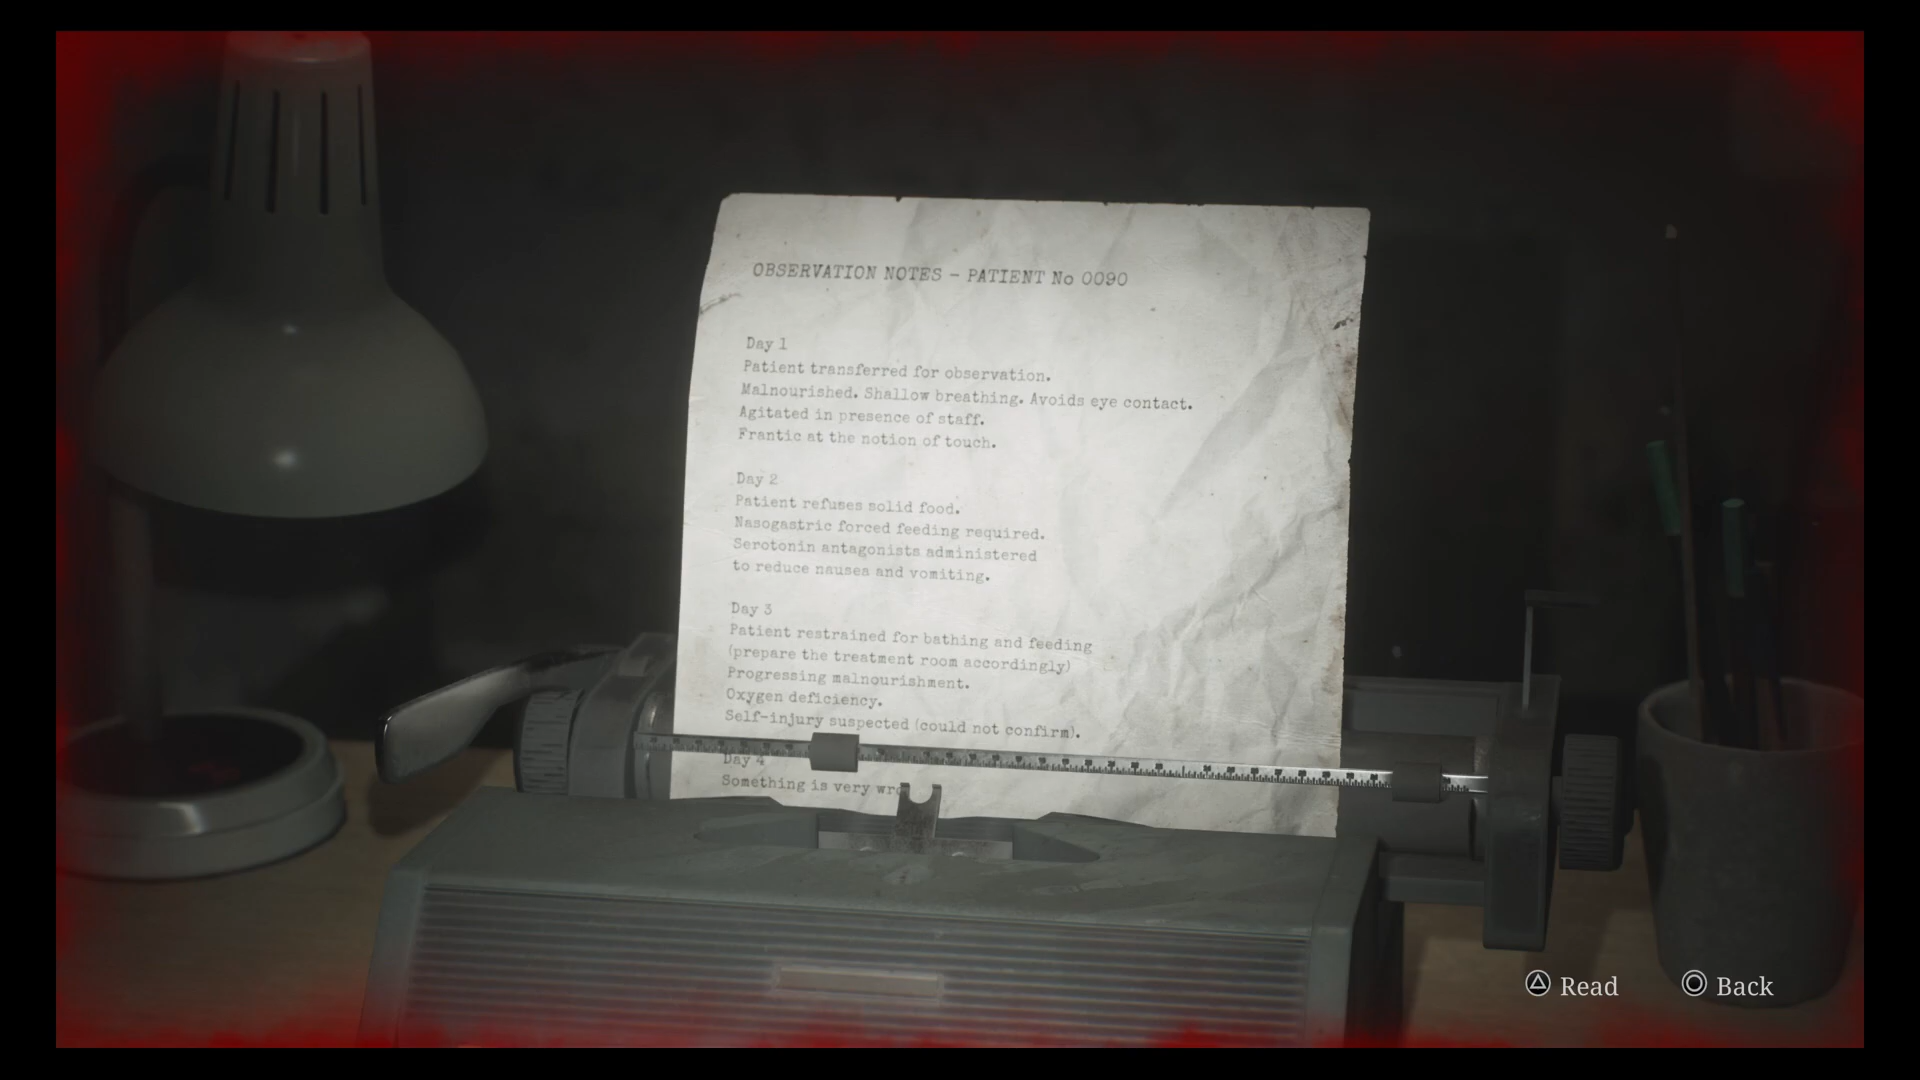 OBSERVATION NOTES - PATIENT No 0090
Day 1
Patient transferred for observation.
Malnourished. Shallow breathing. Avoids eye contact.
Agitated in presence of staff.
Frantic at the notion of touch.
Day 2
Patient refuses solid food.
Nasogastric forced feeding required.
Serotonin antagonists administered
to reduce nausea and vomiting.
Day 3
Patient restrained for bathing and feeding
(prepare the treatment room accordingly)
Progressing malnourishment.
Oxygen deficiency.
Self-injury suspected (could not confirm).
Day 4
Something is very
Read
Back